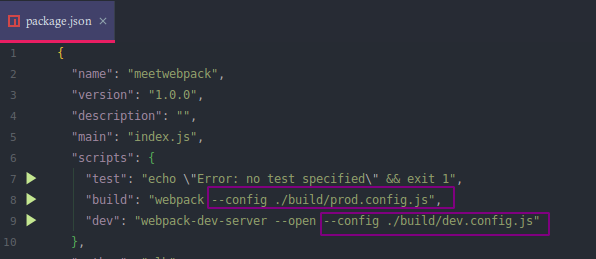 package.json ×
1 {
2 "name": "meetwebpack",
3 "version": "1.0.0",
4 "description": "",
5 "main": "index.js",
6 "scripts": {
7 "test": "echo \"Error: no test specified\" && exit 1",
8 "build": "webpack --config ./build/prod.config.js",
9 "dev": "webpack-dev-server --open --config ./build/dev.config.js"
10 },